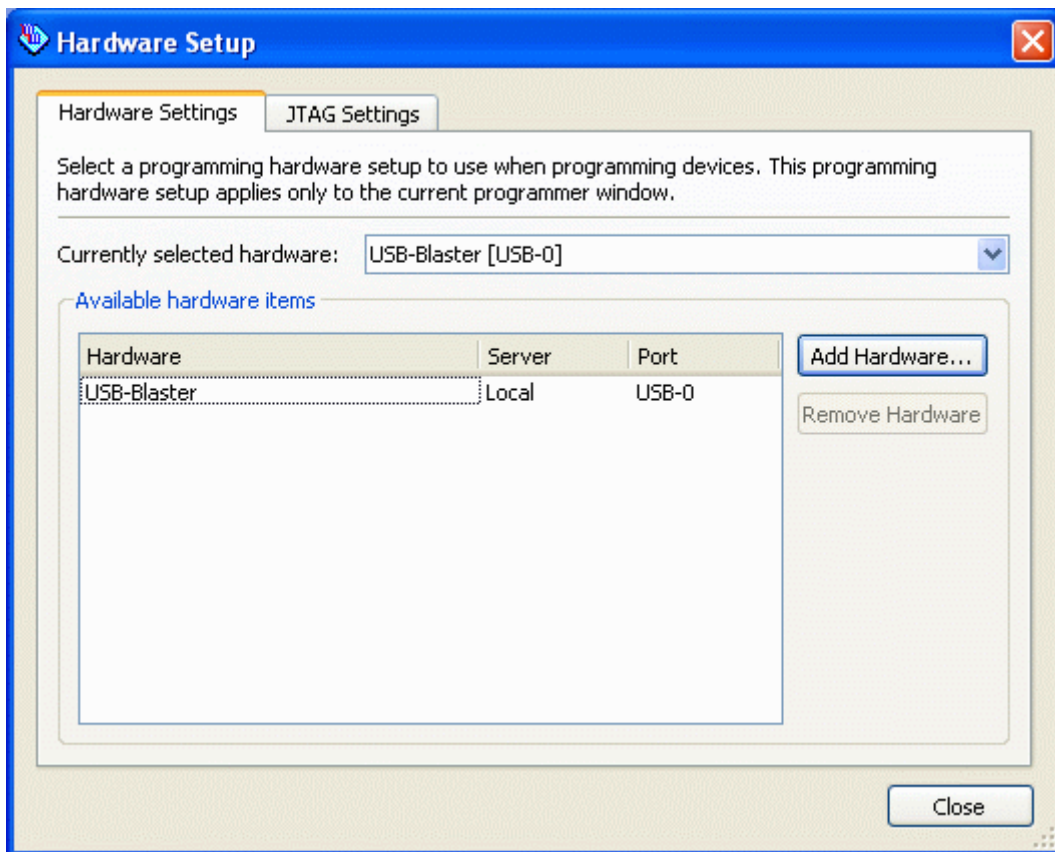 Hardware Setup
Hardware Settings
JTAG Settings
Select a programming hardware setup to use when programming devices. This programming
hardware setup applies only to the current programmer window.
Currently selected hardware: USB-Blaster [USB-0]
Available hardware items
Hardware Server Port
USB-Blaster Local USB-0
Add Hardware...
Remove Hardware
Close